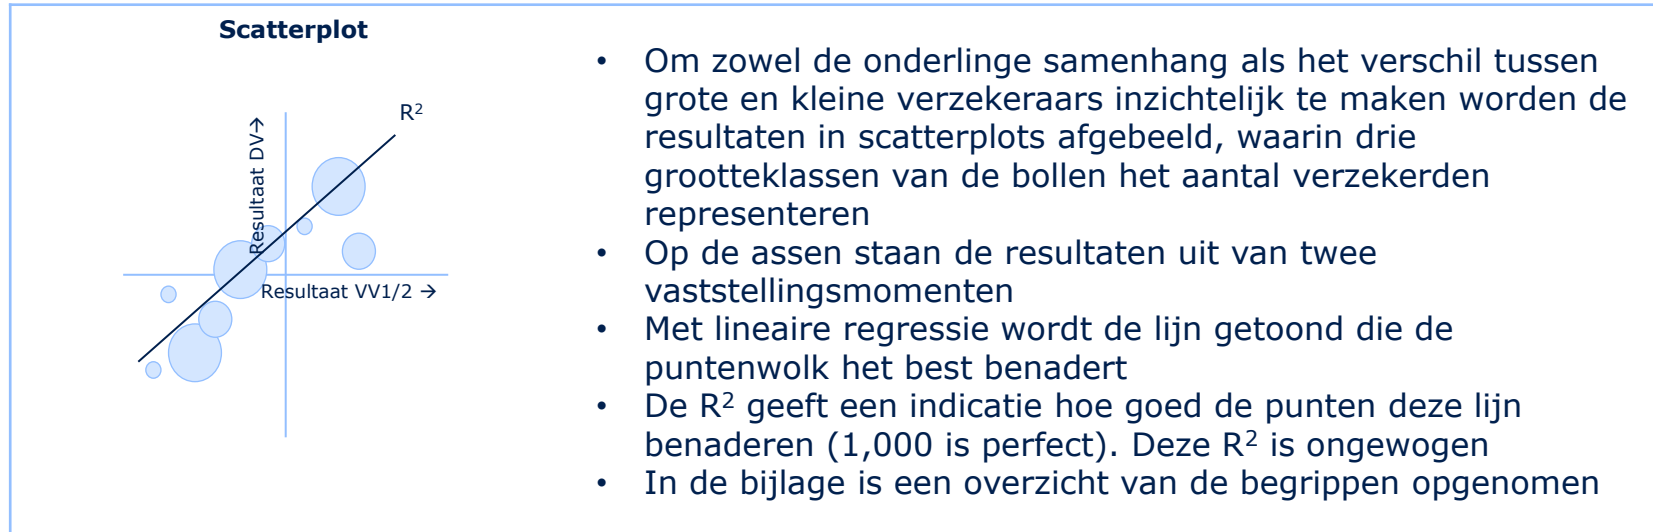 Scatterplot
R²
Resultaat DV→
Resultaat VV1/2 →
• Om zowel de onderlinge samenhang als het verschil tussen
grote en kleine verzekeraars inzichtelijk te maken worden de
resultaten in scatterplots afgebeeld, waarin drie
grootteklassen van de bollen het aantal verzekerden
representeren
• Op de assen staan de resultaten uit van twee
vaststellingsmomenten
• Met lineaire regressie wordt de lijn getoond die de
puntenwolk het best benadert
• De R² geeft een indicatie hoe goed de punten deze lijn
benaderen (1,000 is perfect). Deze R² is ongewogen
• In de bijlage is een overzicht van de begrippen opgenomen